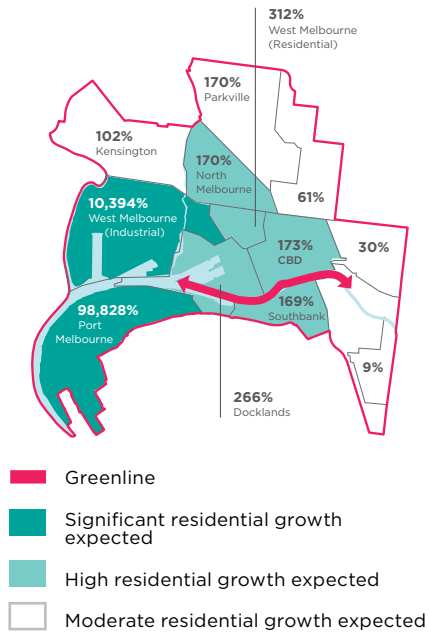 312%
West Melbourne
(Residential)
170%
Parkville
102%
Kensington
170%
North
Melbourne
61%
10,394%
West Melbourne
(Industrial)
173%
CBD
30%
98,828%
Port
Melbourne
169%
Southbank
9%
266%
Docklands
Greenline
Significant residential growth
expected
High residential growth expected
Moderate residential growth expected